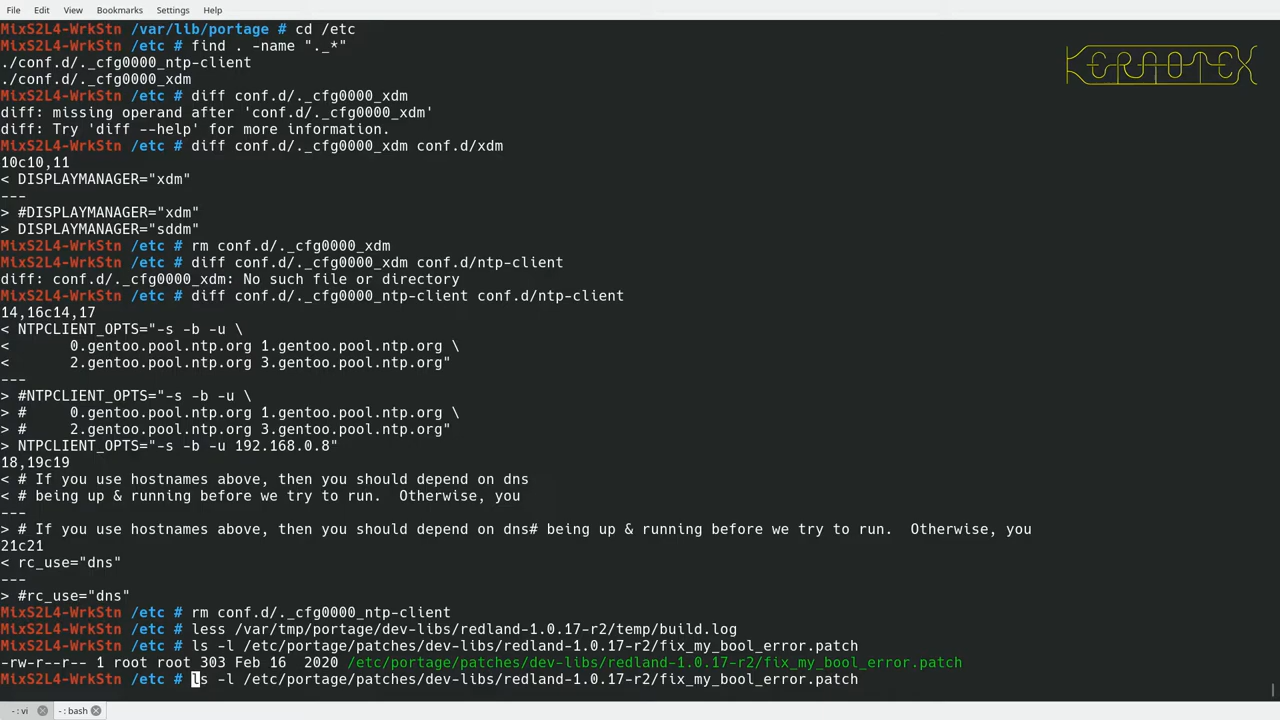 File Edit View Bookmarks Settings Help
MixS2L4-WrkStn /var/lib/portage # cd /etc
KERNOTEX
MixS2L4-WrkStn /etc # find . -name "._*"
./conf.d/._cfg0000_ntp-client
./conf.d/._cfg0000_xdm
MixS2L4-WrkStn /etc # diff conf.d/._cfg0000_xdm
diff: missing operand after 'conf.d/._cfg0000_xdm'
diff: Try 'diff --help' for more information.
MixS2L4-WrkStn /etc # diff conf.d/._cfg0000_xdm conf.d/xdm
10c10,11
< DISPLAYMANAGER="xdm"
---
> #DISPLAYMANAGER="xdm"
> DISPLAYMANAGER="sddm"
MixS2L4-WrkStn /etc # rm conf.d/._cfg0000_xdm
MixS2L4-WrkStn /etc # diff conf.d/._cfg0000_xdm conf.d/ntp-client
diff: conf.d/._cfg0000_xdm: No such file or directory
MixS2L4-WrkStn /etc # diff conf.d/._cfg0000_ntp-client conf.d/ntp-client
14,16c14,17
< NTPCLIENT_OPTS="-s -b -u \
<      0.gentoo.pool.ntp.org 1.gentoo.pool.ntp.org \
<      2.gentoo.pool.ntp.org 3.gentoo.pool.ntp.org"
---
> #NTPCLIENT_OPTS="-s -b -u \
> #     0.gentoo.pool.ntp.org 1.gentoo.pool.ntp.org \
> #     2.gentoo.pool.ntp.org 3.gentoo.pool.ntp.org"
> NTPCLIENT_OPTS="-s -b -u 192.168.0.8"
18,19c19
< # If you use hostnames above, then you should depend on dns
< # being up & running before we try to run.  Otherwise, you
---
> # If you use hostnames above, then you should depend on dns# being up & running before we try to run.  Otherwise, you
21c21
< rc_use="dns"
---
> #rc_use="dns"
MixS2L4-WrkStn /etc # rm conf.d/._cfg0000_ntp-client
MixS2L4-WrkStn /etc # less /var/tmp/portage/dev-libs/redland-1.0.17-r2/temp/build.log
MixS2L4-WrkStn /etc # ls -l /etc/portage/patches/dev-libs/redland-1.0.17-r2/fix_my_bool_error.patch
-rw-r--r-- 1 root root 303 Feb 16  2020 /etc/portage/patches/dev-libs/redland-1.0.17-r2/fix_my_bool_error.patch
MixS2L4-WrkStn /etc # ls -l /etc/portage/patches/dev-libs/redland-1.0.17-r2/fix_my_bool_error.patch
- : vi - : bash